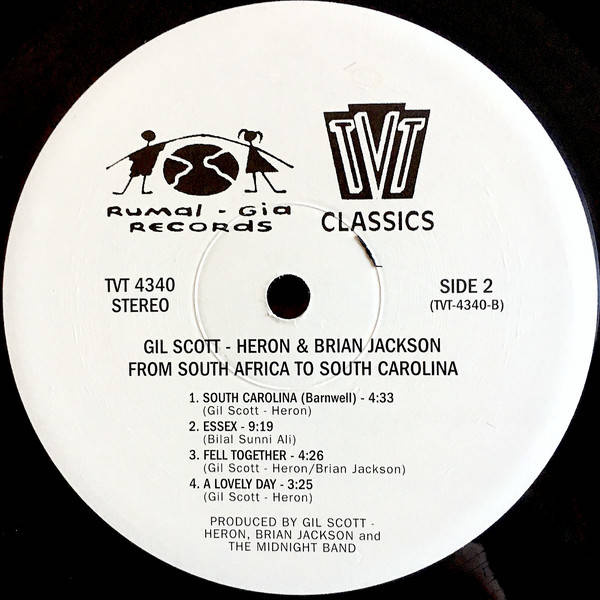 Rumal - Gia
Records
TVT
CLASSICS
TVT 4340
STEREO
SIDE 2
(TVT-4340-B)
GIL SCOTT - HERON & BRIAN JACKSON
FROM SOUTH AFRICA TO SOUTH CAROLINA
1. SOUTH CAROLINA (Barnwell) - 4:33
(Gil Scott - Heron)
2. ESSEX - 9:19
(Bilal Sunni Ali)
3. FELL TOGETHER - 4:26
(Gil Scott - Heron/Brian Jackson)
4. A LOVELY DAY - 3:25
(Gil Scott - Heron)
PRODUCED BY GIL SCOTT -
HERON, BRIAN JACKSON and
THE MIDNIGHT BAND